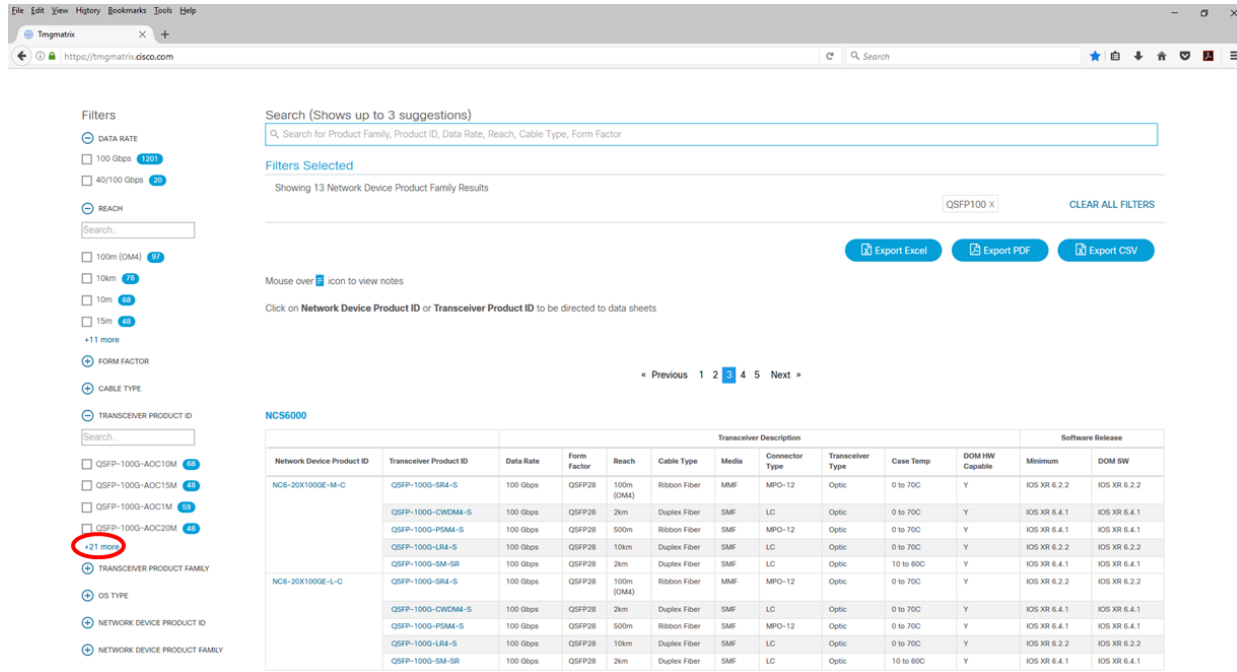 File Edit View History Bookmarks Tools Help
Tmgmatrix
https://tmgmatrix.cisco.com
Search
Filters
DATA RATE
100 Gbps 1201
40/100 Gbps 20
REACH
Search..
100m (OM4) 97
10km 76
10m 68
15m 48
+11 more
FORM FACTOR
CABLE TYPE
TRANSCEIVER PRODUCT ID
Search..
QSFP-100G-AOC10M 68
QSFP-100G-AOC15M 48
QSFP-100G-AOC1M 59
QSFP-100G-AOC20M 48
+21 more
TRANSCEIVER PRODUCT FAMILY
OS TYPE
NETWORK DEVICE PRODUCT ID
NETWORK DEVICE PRODUCT FAMILY
Search (Shows up to 3 suggestions)
Search for Product Family, Product ID, Data Rate, Reach, Cable Type, Form Factor
Filters Selected
Showing 13 Network Device Product Family Results
QSFP100 X CLEAR ALL FILTERS
Export Excel Export PDF Export CSV
Mouse over icon to view notes
Click on Network Device Product ID or Transceiver Product ID to be directed to data sheets
« Previous 1 2 3 4 5 Next »
NCS6000
Transceiver Description Software Release
Network Device Product ID Transceiver Product ID Data Rate Form Factor Reach Cable Type Media Connector Type Transceiver Type Case Temp DOM HW Capable Minimum DOM SW
NC6-20X100GE-M-C QSFP-100G-SR4-S 100 Gbps QSFP28 100m (OM4) Ribbon Fiber MMF MPO-12 Optic 0 to 70C Y IOS XR 6.2.2 IOS XR 6.2.2
QSFP-100G-CWDM4-S 100 Gbps QSFP28 2km Duplex Fiber SMF LC Optic 0 to 70C Y IOS XR 6.4.1 IOS XR 6.4.1
QSFP-100G-PSM4-S 100 Gbps QSFP28 500m Ribbon Fiber SMF MPO-12 Optic 0 to 70C Y IOS XR 6.4.1 IOS XR 6.4.1
QSFP-100G-LR4-S 100 Gbps QSFP28 10km Duplex Fiber SMF LC Optic 0 to 70C Y IOS XR 6.2.2 IOS XR 6.2.2
QSFP-100G-SM-SR 100 Gbps QSFP28 2km Duplex Fiber SMF LC Optic 10 to 60C Y IOS XR 6.4.1 IOS XR 6.4.1
NC6-20X100GE-L-C QSFP-100G-SR4-S 100 Gbps QSFP28 100m (OM4) Ribbon Fiber MMF MPO-12 Optic 0 to 70C Y IOS XR 6.2.2 IOS XR 6.2.2
QSFP-100G-CWDM4-S 100 Gbps QSFP28 2km Duplex Fiber SMF LC Optic 0 to 70C Y IOS XR 6.4.1 IOS XR 6.4.1
QSFP-100G-PSM4-S 100 Gbps QSFP28 500m Ribbon Fiber SMF MPO-12 Optic 0 to 70C Y IOS XR 6.4.1 IOS XR 6.4.1
QSFP-100G-LR4-S 100 Gbps QSFP28 10km Duplex Fiber SMF LC Optic 0 to 70C Y IOS XR 6.2.2 IOS XR 6.2.2
QSFP-100G-SM-SR 100 Gbps QSFP28 2km Duplex Fiber SMF LC Optic 10 to 60C Y IOS XR 6.4.1 IOS XR 6.4.1